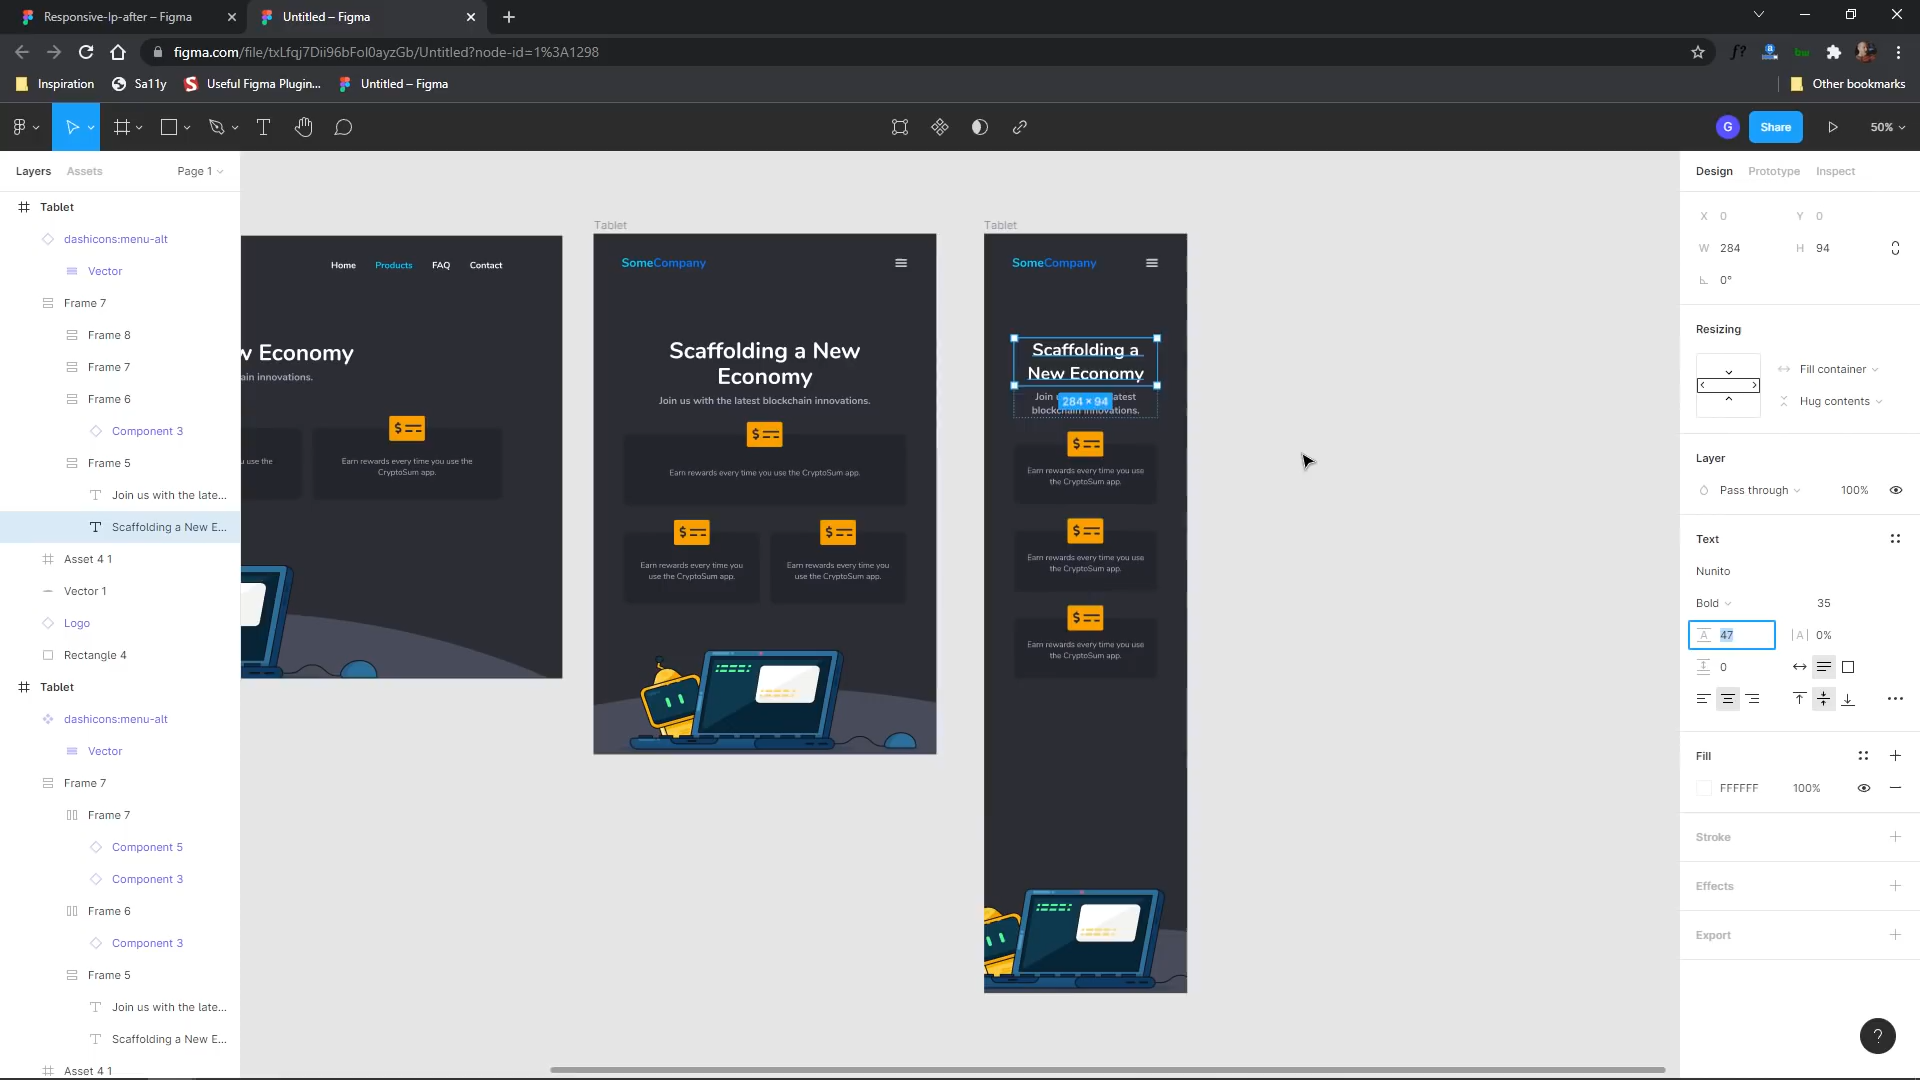 Responsive-lp-after – Figma
Untitled – Figma
figma.com/file/txLfqj7Dii96bFol0ayzGb/Untitled?node-id=1%3A1298
f?
bw
Inspiration
Sa11y
Useful Figma Plugin...
Untitled – Figma
Other bookmarks
G
Share
50%
Layers
Assets
Page 1
Tablet
dashicons:menu-alt
Vector
Frame 7
Frame 8
Frame 7
Frame 6
Component 3
Frame 5
Join us with the late...
Scaffolding a New E...
Asset 4 1
Vector 1
Logo
Rectangle 4
Tablet
dashicons:menu-alt
Vector
Frame 7
Frame 7
Component 5
Component 3
Frame 6
Component 3
Frame 5
Join us with the late...
Scaffolding a New E...
Asset 4 1
Home
Products
FAQ
Contact
w Economy
ain innovations.
u use the
$
Earn rewards every time you use the
CryptoSum app.
Tablet
SomeCompany
Scaffolding a New
Economy
Join us with the latest blockchain innovations.
$
Earn rewards every time you use the CryptoSum app.
$
Earn rewards every time you
use the CryptoSum app.
$
Earn rewards every time you
use the CryptoSum app.
Tablet
SomeCompany
Scaffolding a
New Economy
Join
atest
284 × 94
blockchain innovations.
$
Earn rewards every time you use
the CryptoSum app.
$
Earn rewards every time you use
the CryptoSum app.
$
Earn rewards every time you use
the CryptoSum app.
Design
Prototype
Inspect
X 0
Y 0
W 284
H 94
0°
Resizing
Fill container
Hug contents
Layer
Pass through
100%
Text
Nunito
Bold
35
A 47
|A| 0%
0
Fill
FFFFFF
100%
Stroke
Effects
Export
?